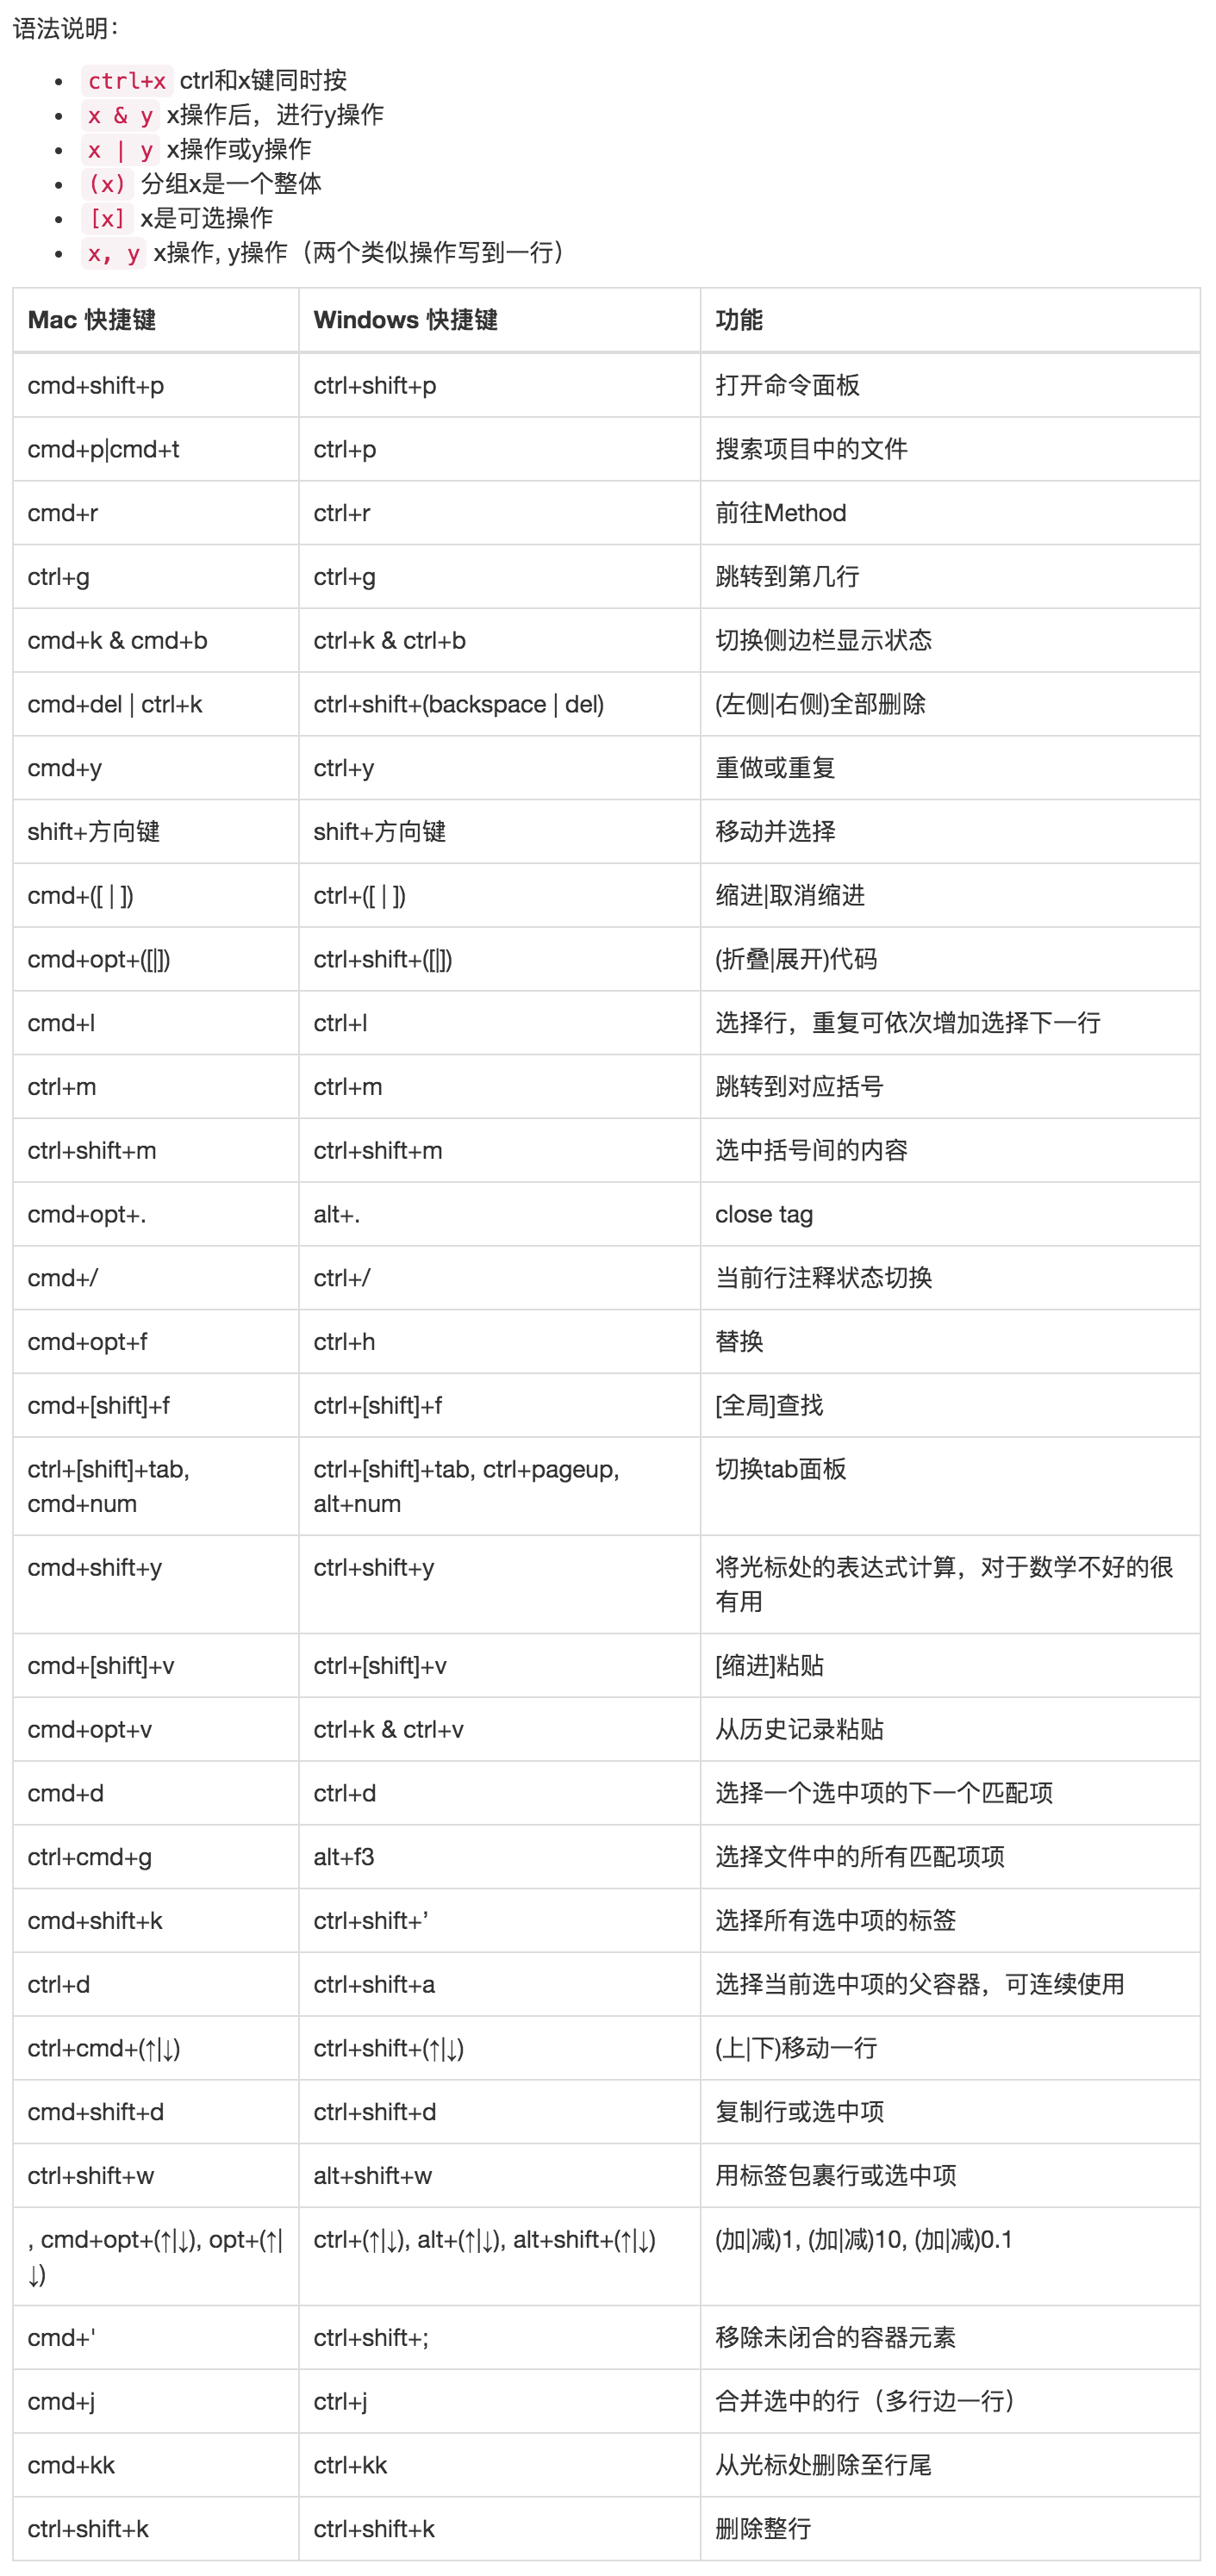 语法说明：
ctrl+x ctrl和x键同时按
x & y x操作后，进行y操作
x | y x操作或y操作
(x) 分组x是一个整体
[x] x是可选操作
x, y x操作, y操作（两个类似操作写到一行）
Mac 快捷键 Windows 快捷键 功能
cmd+shift+p ctrl+shift+p 打开命令面板
cmd+p|cmd+t ctrl+p 搜索项目中的文件
cmd+r ctrl+r 前往Method
ctrl+g ctrl+g 跳转到第几行
cmd+k & cmd+b ctrl+k & ctrl+b 切换侧边栏显示状态
cmd+del | ctrl+k ctrl+shift+(backspace | del) (左侧|右侧)全部删除
cmd+y ctrl+y 重做或重复
shift+方向键 shift+方向键 移动并选择
cmd+([ | ]) ctrl+([ | ]) 缩进|取消缩进
cmd+opt+([|]) ctrl+shift+([|]) (折叠|展开)代码
cmd+l ctrl+l 选择行，重复可依次增加选择下一行
ctrl+m ctrl+m 跳转到对应括号
ctrl+shift+m ctrl+shift+m 选中括号间的内容
cmd+opt+. alt+. close tag
cmd+/ ctrl+/ 当前行注释状态切换
cmd+opt+f ctrl+h 替换
cmd+[shift]+f ctrl+[shift]+f [全局]查找
ctrl+[shift]+tab, ctrl+[shift]+tab, ctrl+pageup, 切换tab面板
cmd+num alt+num
cmd+shift+y ctrl+shift+y 将光标处的表达式计算，对于数学不好的很
有用
cmd+[shift]+v ctrl+[shift]+v [缩进]粘贴
cmd+opt+v ctrl+k & ctrl+v 从历史记录粘贴
cmd+d ctrl+d 选择一个选中项的下一个匹配项
ctrl+cmd+g alt+f3 选择文件中的所有匹配项项
cmd+shift+k ctrl+shift+’ 选择所有选中项的标签
ctrl+d ctrl+shift+a 选择当前选中项的父容器，可连续使用
ctrl+cmd+(↑|↓) ctrl+shift+(↑|↓) (上|下)移动一行
cmd+shift+d ctrl+shift+d 复制行或选中项
ctrl+shift+w alt+shift+w 用标签包裹行或选中项
, cmd+opt+(↑|↓), opt+(↑| ctrl+(↑|↓), alt+(↑|↓), alt+shift+(↑|↓) (加|减)1, (加|减)10, (加|减)0.1
↓)
cmd+' ctrl+shift+; 移除未闭合的容器元素
cmd+j ctrl+j 合并选中的行（多行边一行）
cmd+kk ctrl+kk 从光标处删除至行尾
ctrl+shift+k ctrl+shift+k 删除整行